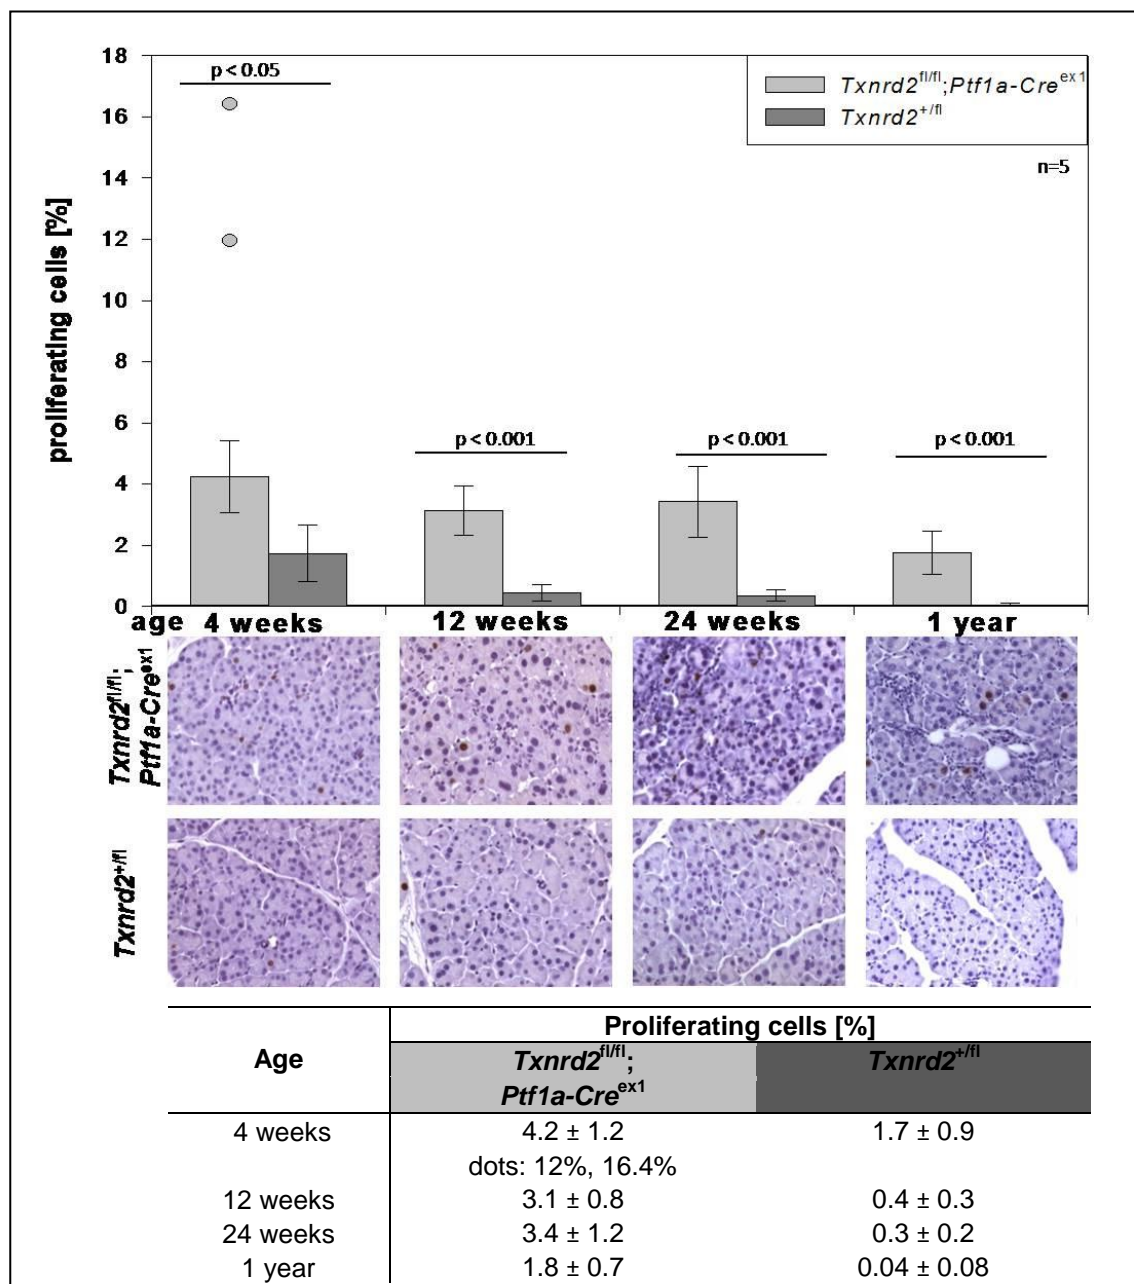 18
16
14
12
10
8
6
4
2
0
proliferating cells [%]
p < 0.05
p < 0.001
p < 0.001
p < 0.001
Txnrd2fl/fl;Ptf1a-Creex1
Txnrd2+/fl
n=5
age 4 weeks 12 weeks 24 weeks 1 year
Txnrd2fl/fl;
Ptf1a-Creex1
Txnrd2+/fl
Proliferating cells [%]
Age Txnrd2fl/fl; Txnrd2+/fl
Ptf1a-Creex1
4 weeks 4.2 ± 1.2 1.7 ± 0.9
dots: 12%, 16.4%
12 weeks 3.1 ± 0.8 0.4 ± 0.3
24 weeks 3.4 ± 1.2 0.3 ± 0.2
1 year 1.8 ± 0.7 0.04 ± 0.08